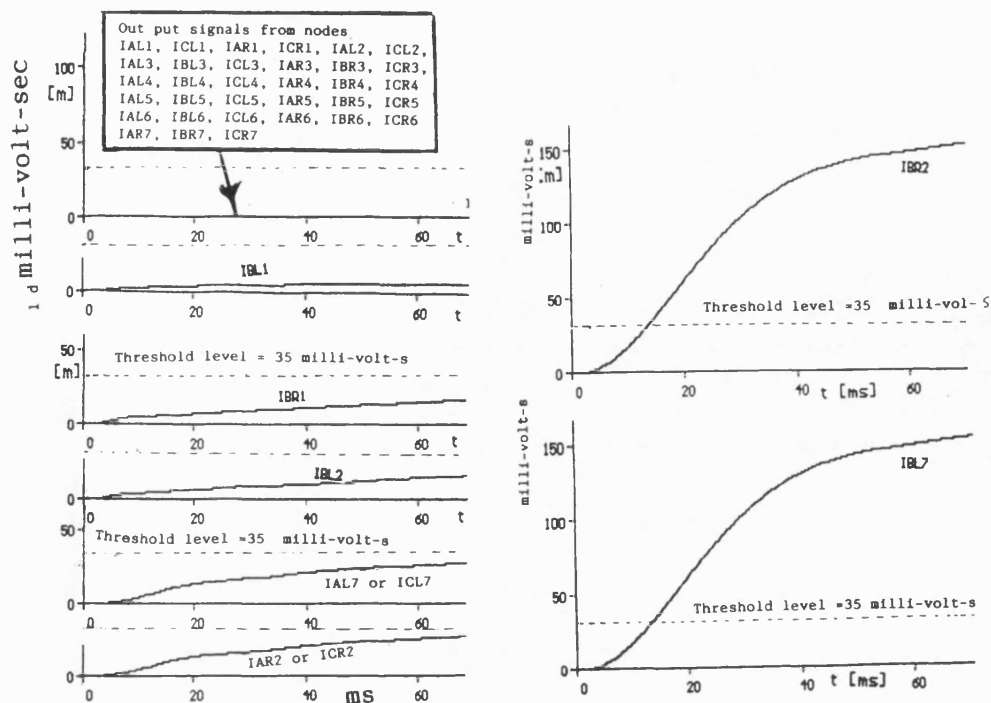 Out put signals from nodes
IAL1, ICL1, IAR1, ICR1, IAL2, ICL2,
IAL3, IBL3, ICL3, IAR3, IBR3, ICR3,
IAL4, IBL4, ICL4, IAR4, IBR4, ICR4
IAL5, IBL5, ICL5, IAR5, IBR5, ICR5
IAL6, IBL6, ICL6, IAR6, IBR6, ICR6
IAR7, IBR7, ICR7
milli-volt-sec
100
[m]
50
0
0 20 40 60
t
IBL1
0
0 20 40 60 t
50
[m]
Threshold level = 35 milli-volt-s
IBR1
0
0 20 40 60 t
IBL2
0
0 20 40 60 t
50
Threshold level =35 milli-volt-s
IAL7 or ICL7
0
0 20 40 60
IAR2 or ICR2
0
0 20 40 60
ms
milli-volt-s
150
100
50
0
IBR2
Threshold level =35 milli-vol-s
0 20 40 60
t [ms]
milli-volt-s
150
100
50
0
IBL7
Threshold level =35 milli-volt-s
0 20 40 60
t [ms]